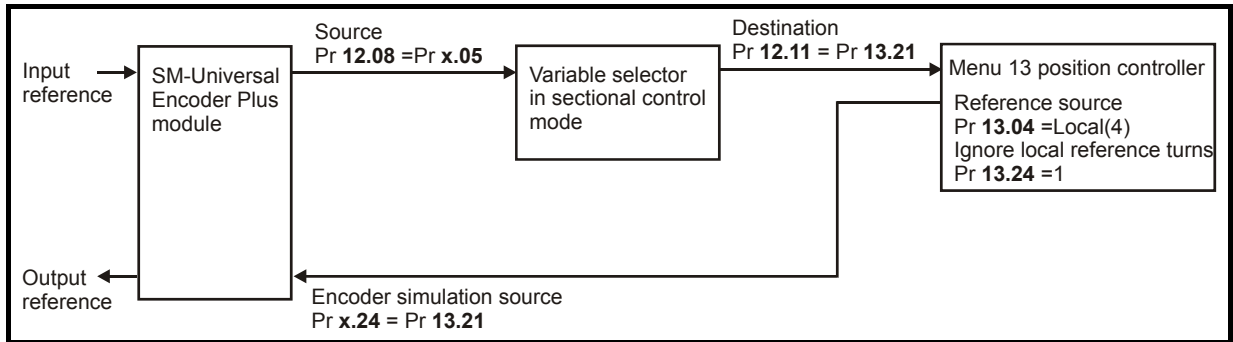 Input
reference
SM-Universal
Encoder Plus
module
Source
Pr 12.08 =Pr x.05
Variable selector
in sectional control
mode
Destination
Pr 12.11 = Pr 13.21
Menu 13 position controller
Reference source
Pr 13.04 =Local(4)
Ignore local reference turns
Pr 13.24 =1
Output
reference
Encoder simulation source
Pr x.24 = Pr 13.21